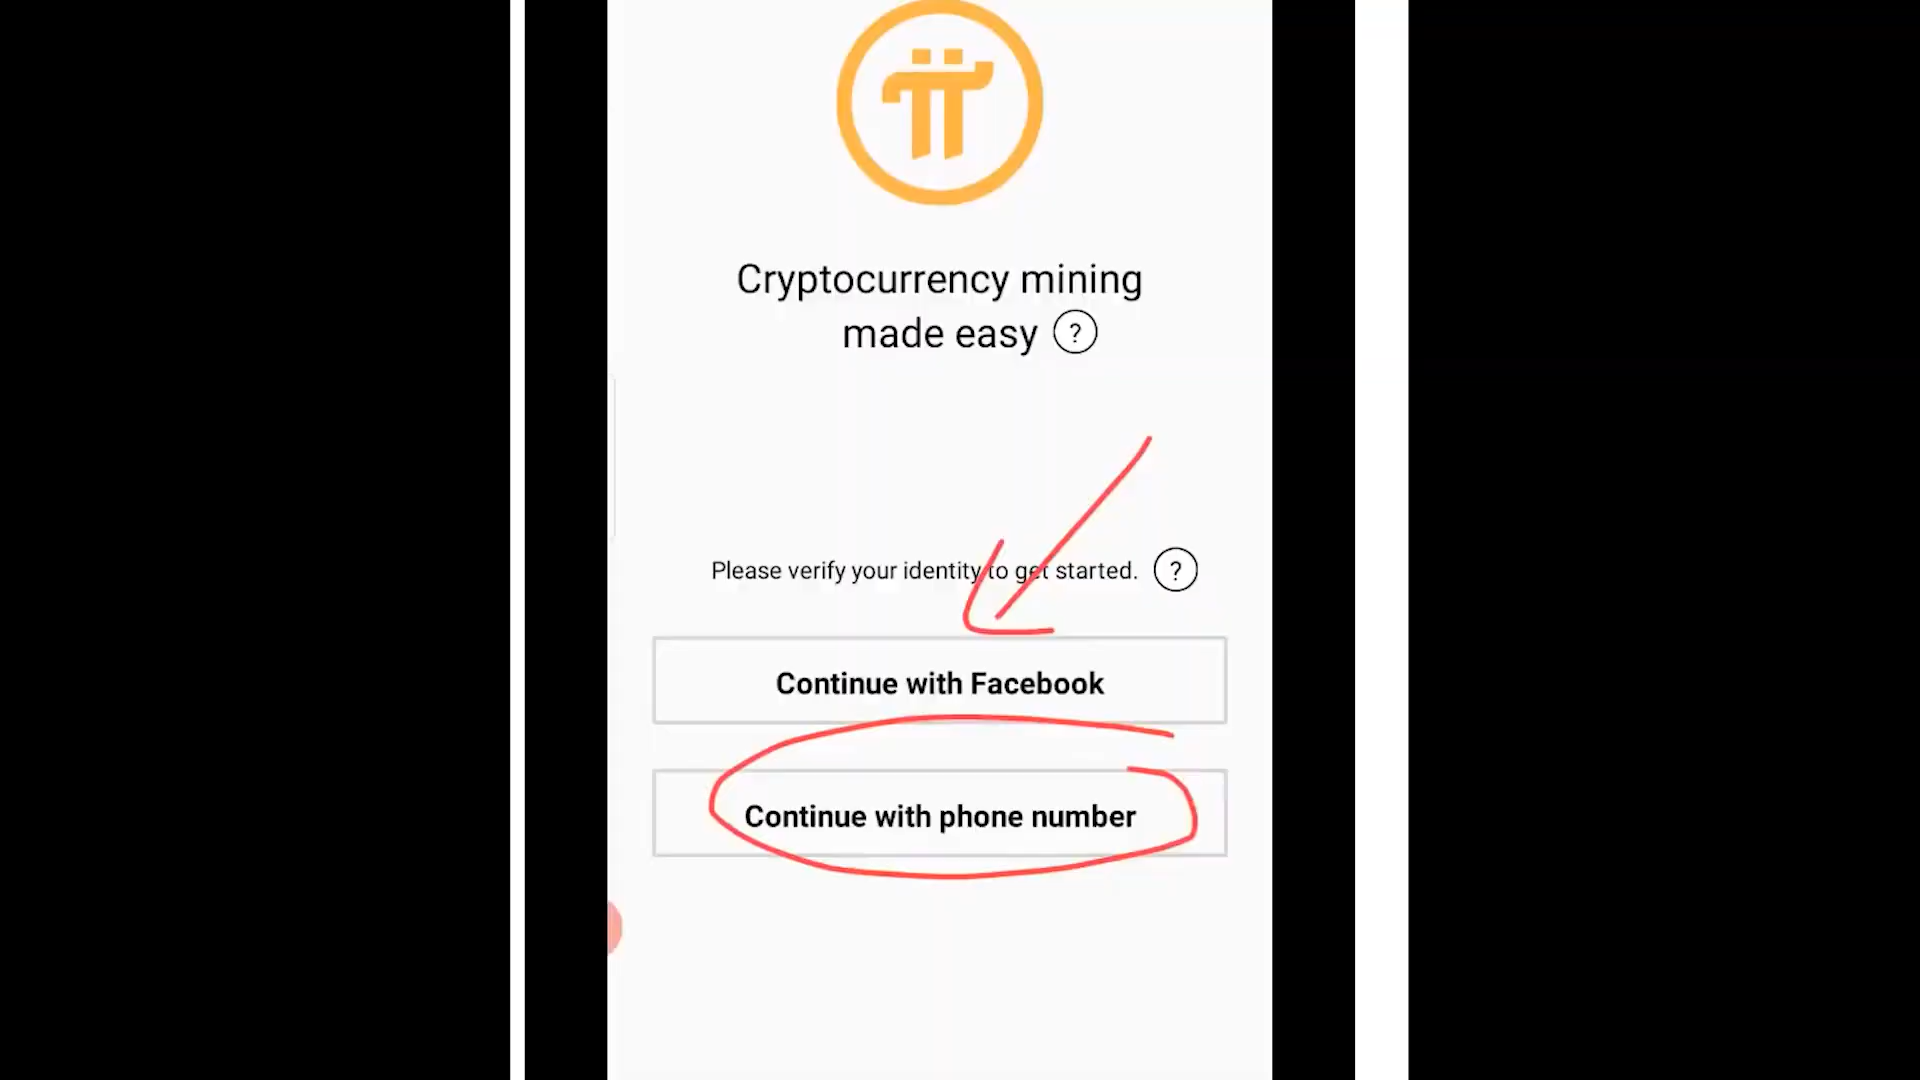 Cryptocurrency mining
made easy ?
Please verify your identity to get started. ?
Continue with Facebook
Continue with phone number